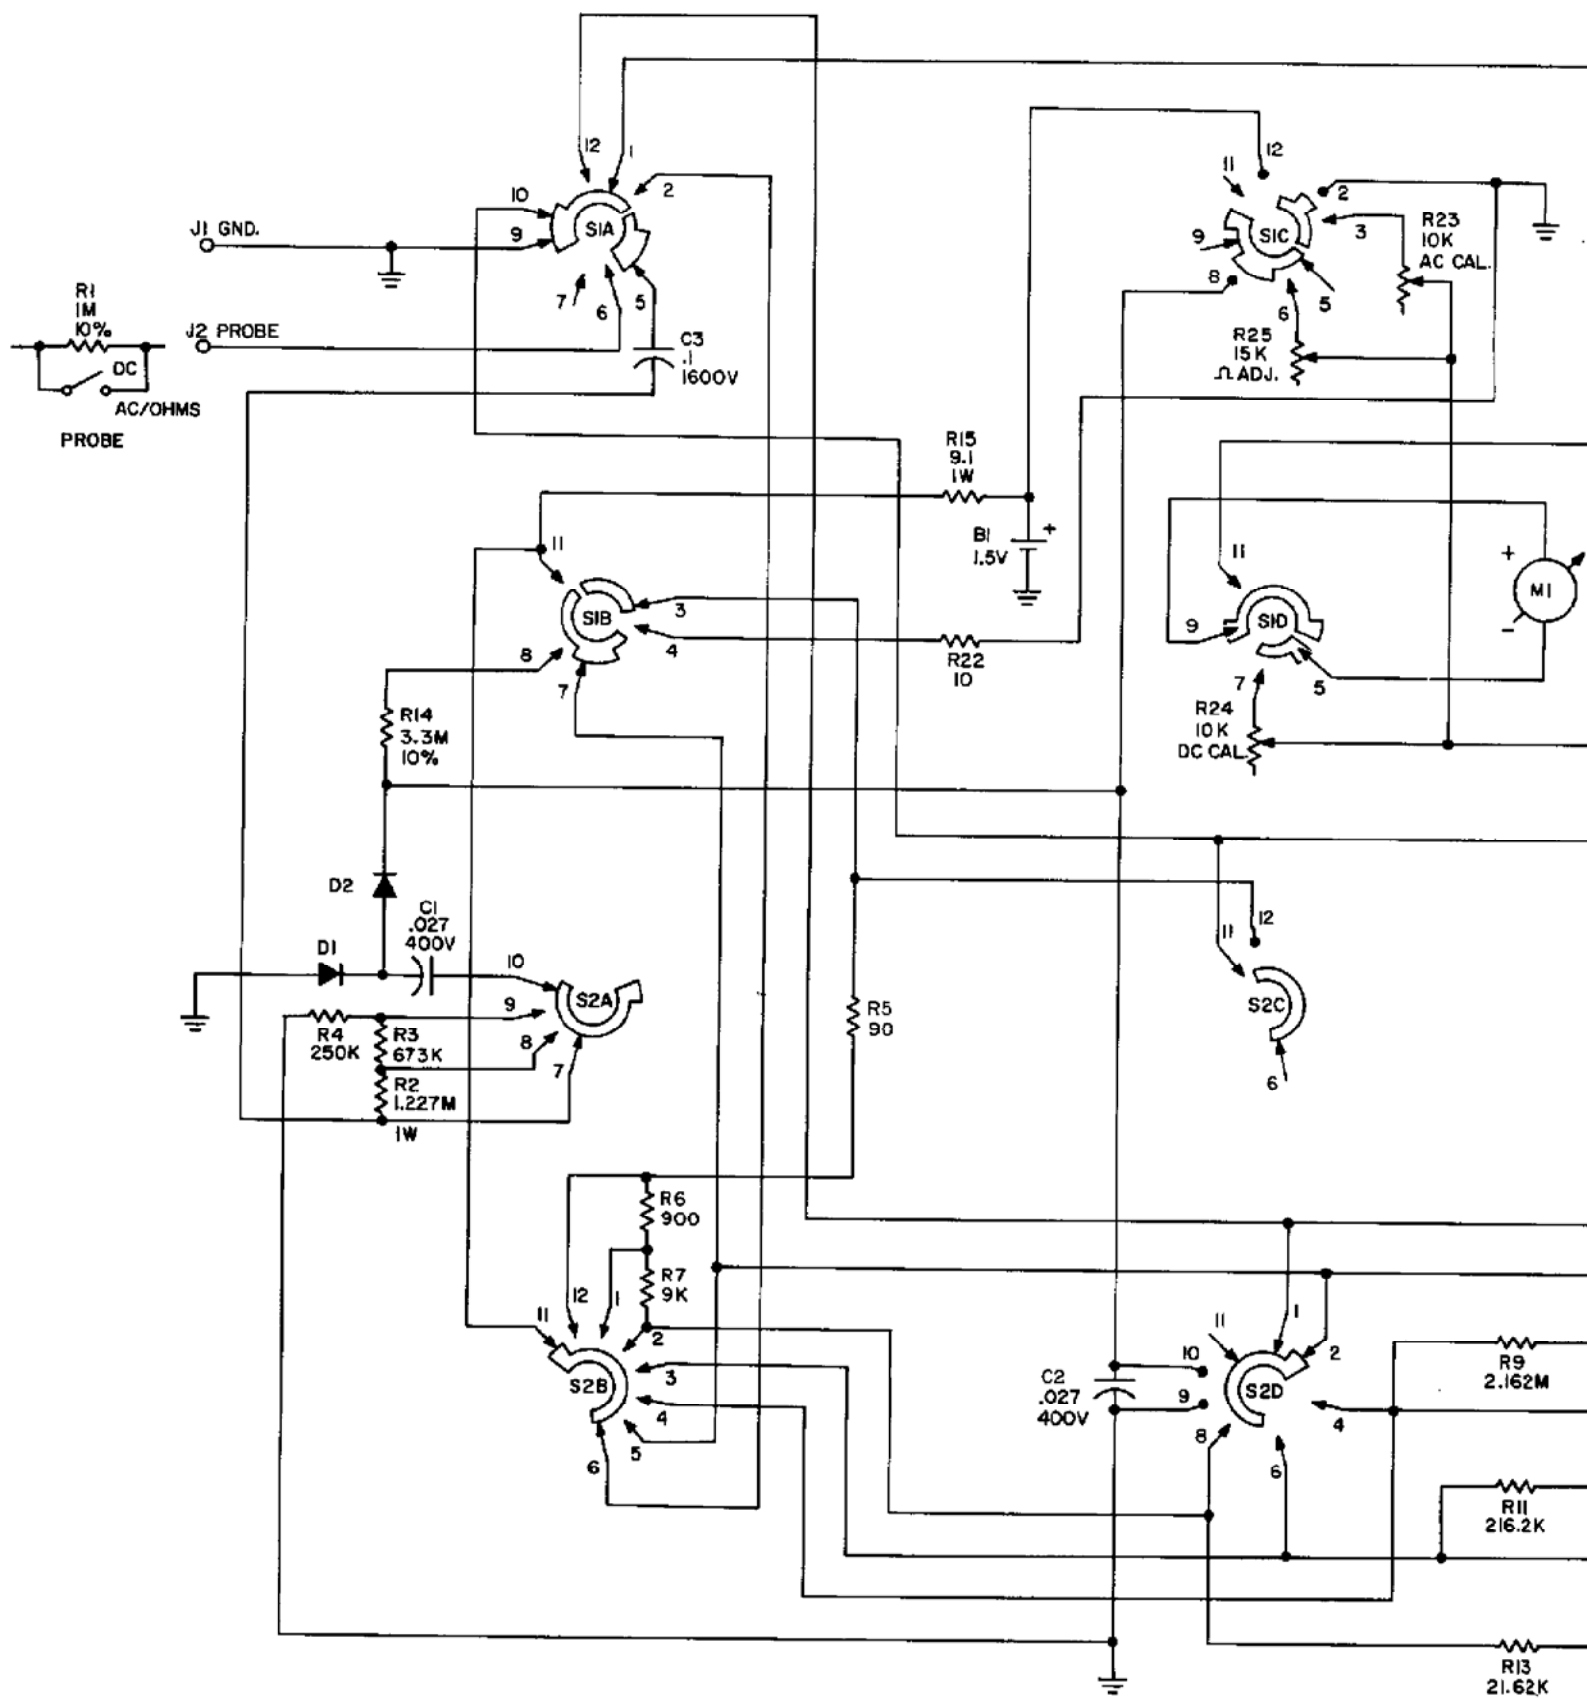 12
1
2
10
9
S1A
7
6
5
J1 GND.
J2 PROBE
R1
1M
10%
DC
AC/OHMS
PROBE
C3
.1
1600V
11
12
2
3
9
S1C
8
5
6
R23
10K
AC CAL.
R25
15K
Ω ADJ.
R15
9.1
1W
B1
1.5V
+
11
3
S1B
4
8
7
R22
10
R14
3.3M
10%
11
9
S1D
7
5
+
M1
-
R24
10K
DC CAL.
D2
C1
.027
400V
D1
10
9
S2A
8
7
R4
250K
R3
673K
R2
1.227M
1W
R5
90
12
11
S2C
6
R6
900
R7
9K
12
1
11
2
S2B
3
4
5
6
C2
.027
400V
11
1
10
2
9
S2D
8
4
6
R9
2.162M
R11
216.2K
R13
21.62K